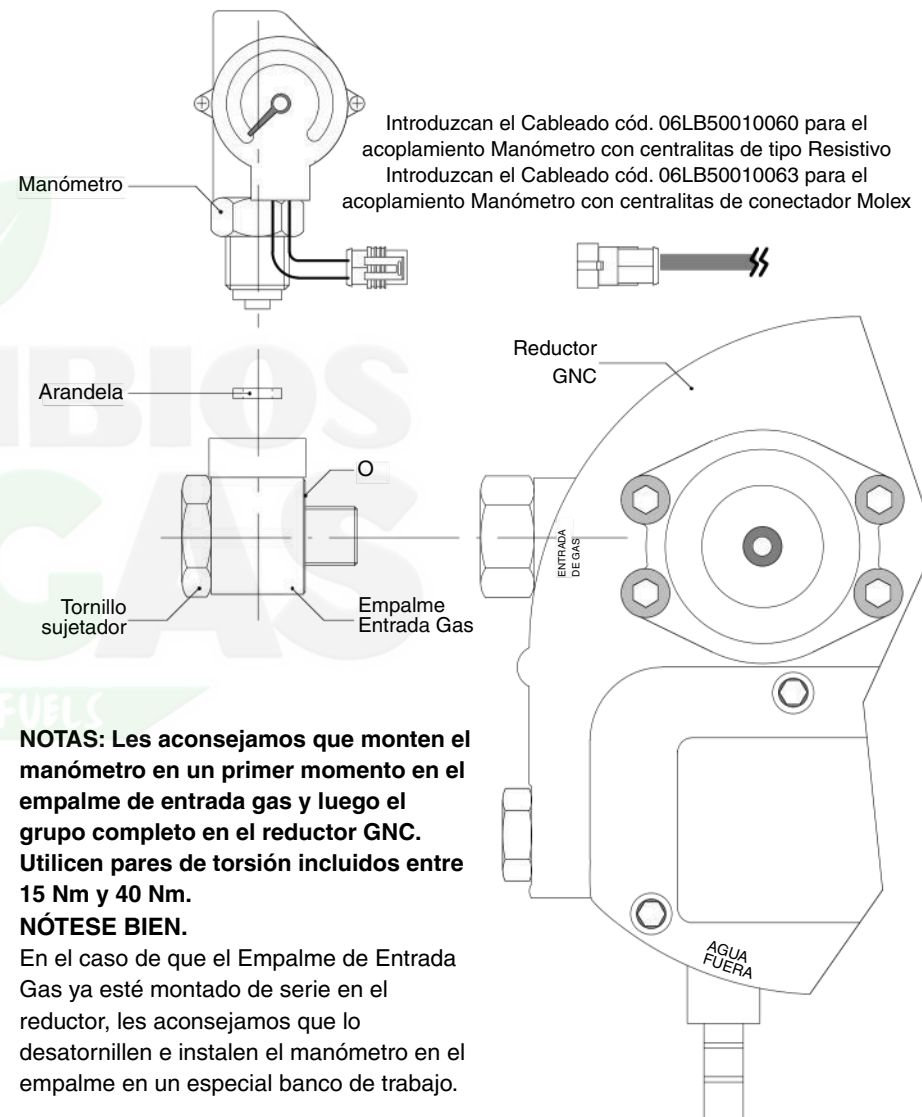 Introduzcan el Cableado cód. 06LB50010060 para el
acoplamiento Manómetro con centralitas de tipo Resistivo
Introduzcan el Cableado cód. 06LB50010063 para el
acoplamiento Manómetro con centralitas de conectador Molex
Manómetro
Reductor
GNC
Arandela
O
ENTRADA
DE GAS
Tornillo
sujetador
Empalme
Entrada Gas
MBIOS
GAS
FUELS
NOTAS: Les aconsejamos que monten el
manómetro en un primer momento en el
empalme de entrada gas y luego el
grupo completo en el reductor GNC.
Utilicen pares de torsión incluidos entre
15 Nm y 40 Nm.
NÓTESE BIEN.
En el caso de que el Empalme de Entrada
Gas ya esté montado de serie en el
reductor, les aconsejamos que lo
desatornillen e instalen el manómetro en el
empalme en un especial banco de trabajo.
AGUA
FUERA